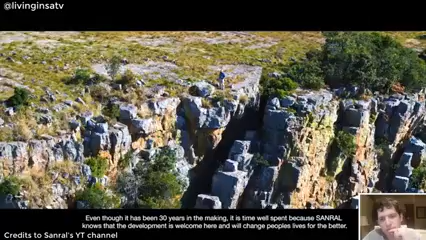 @livinginsatv
Even though it has been 30 years in the making, it is time well spent because SANRAL
knows that the development is welcome here and will change peoples lives for the better.
Credits to Sanral's YT channel